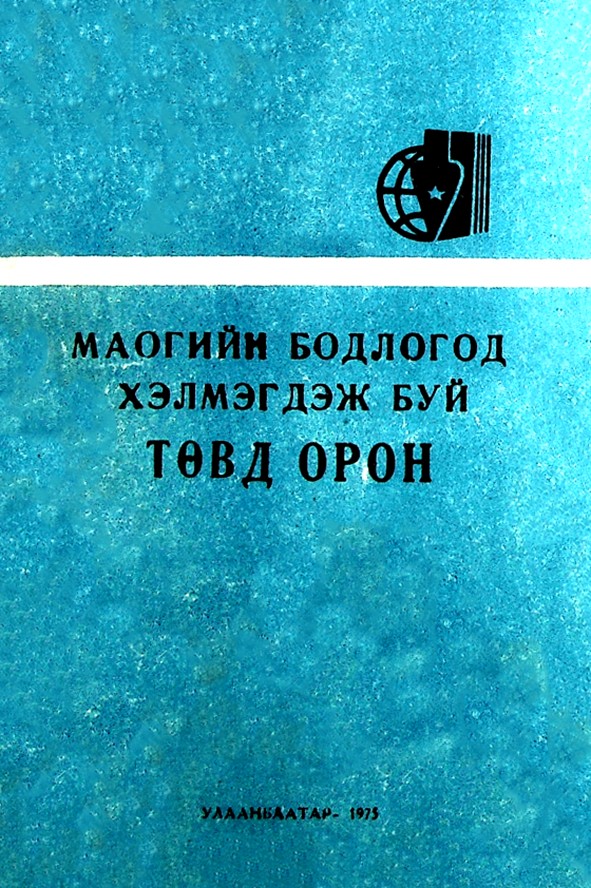 МАОГИЙН БОДЛОГОД
ХЭЛМЭГДЭЖ БУЙ
ТӨВД ОРОН
УЛААНБААТАР- 1975